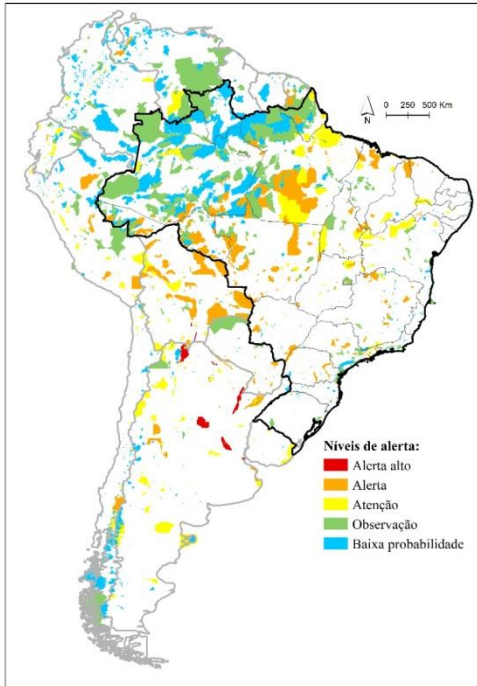 0 250 500 Km
N
Níveis de alerta:
Alerta alto
Alerta
Atenção
Observação
Baixa probabilidade